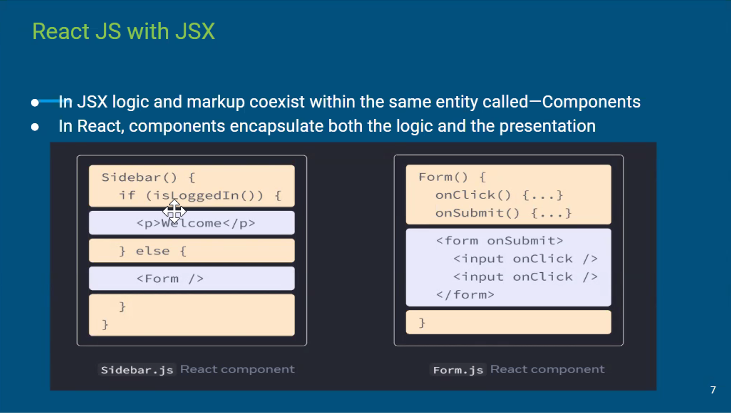 React JS with JSX
● In JSX logic and markup coexist within the same entity called—Components
● In React, components encapsulate both the logic and the presentation
Sidebar() {
if (isLoggedIn()) {
<p>Welcome</p>
} else {
<Form />
}
}
Sidebar.js React component
Form() {
onClick() {...}
onSubmit() {...}
<form onSubmit>
<input onClick />
<input onClick />
</form>
}
Form.js React component
7